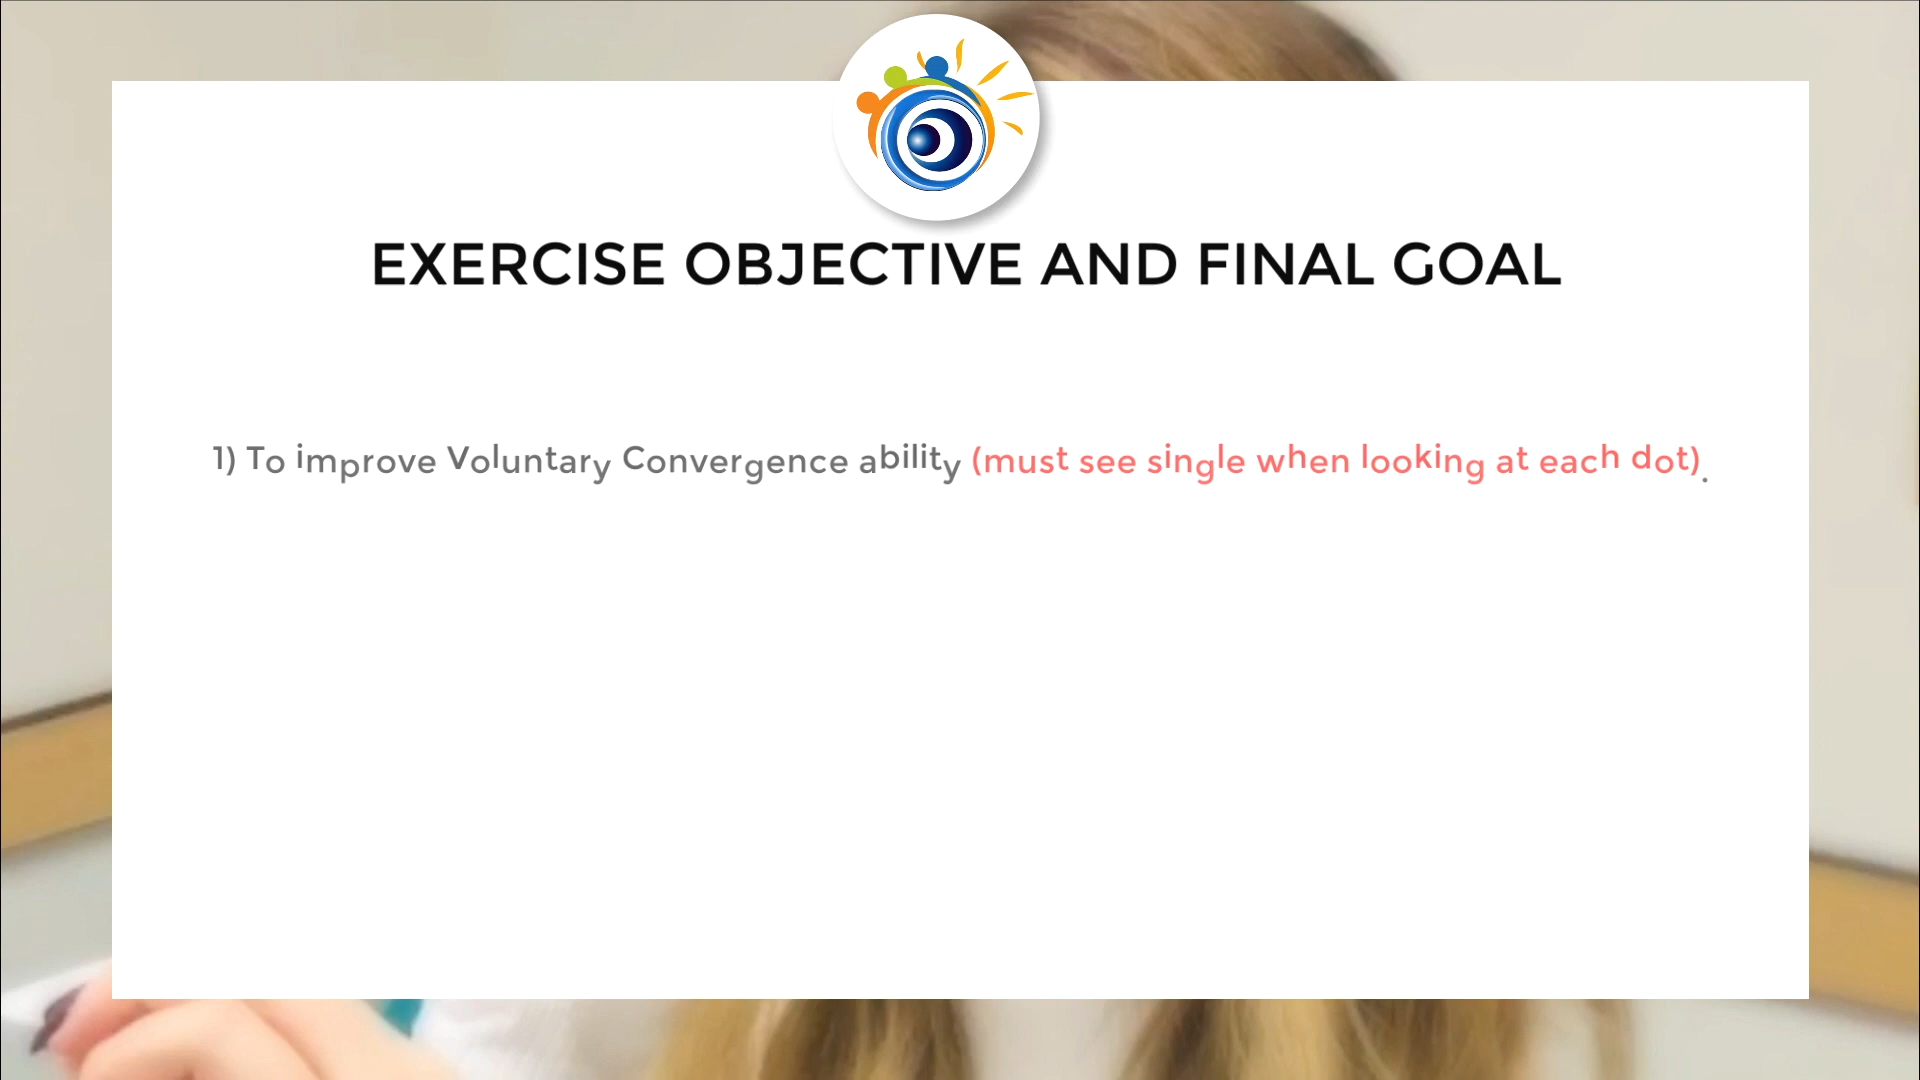 EXERCISE OBJECTIVE AND FINAL GOAL
1) To improve Voluntary Convergence ability (must see single when looking at each dot).